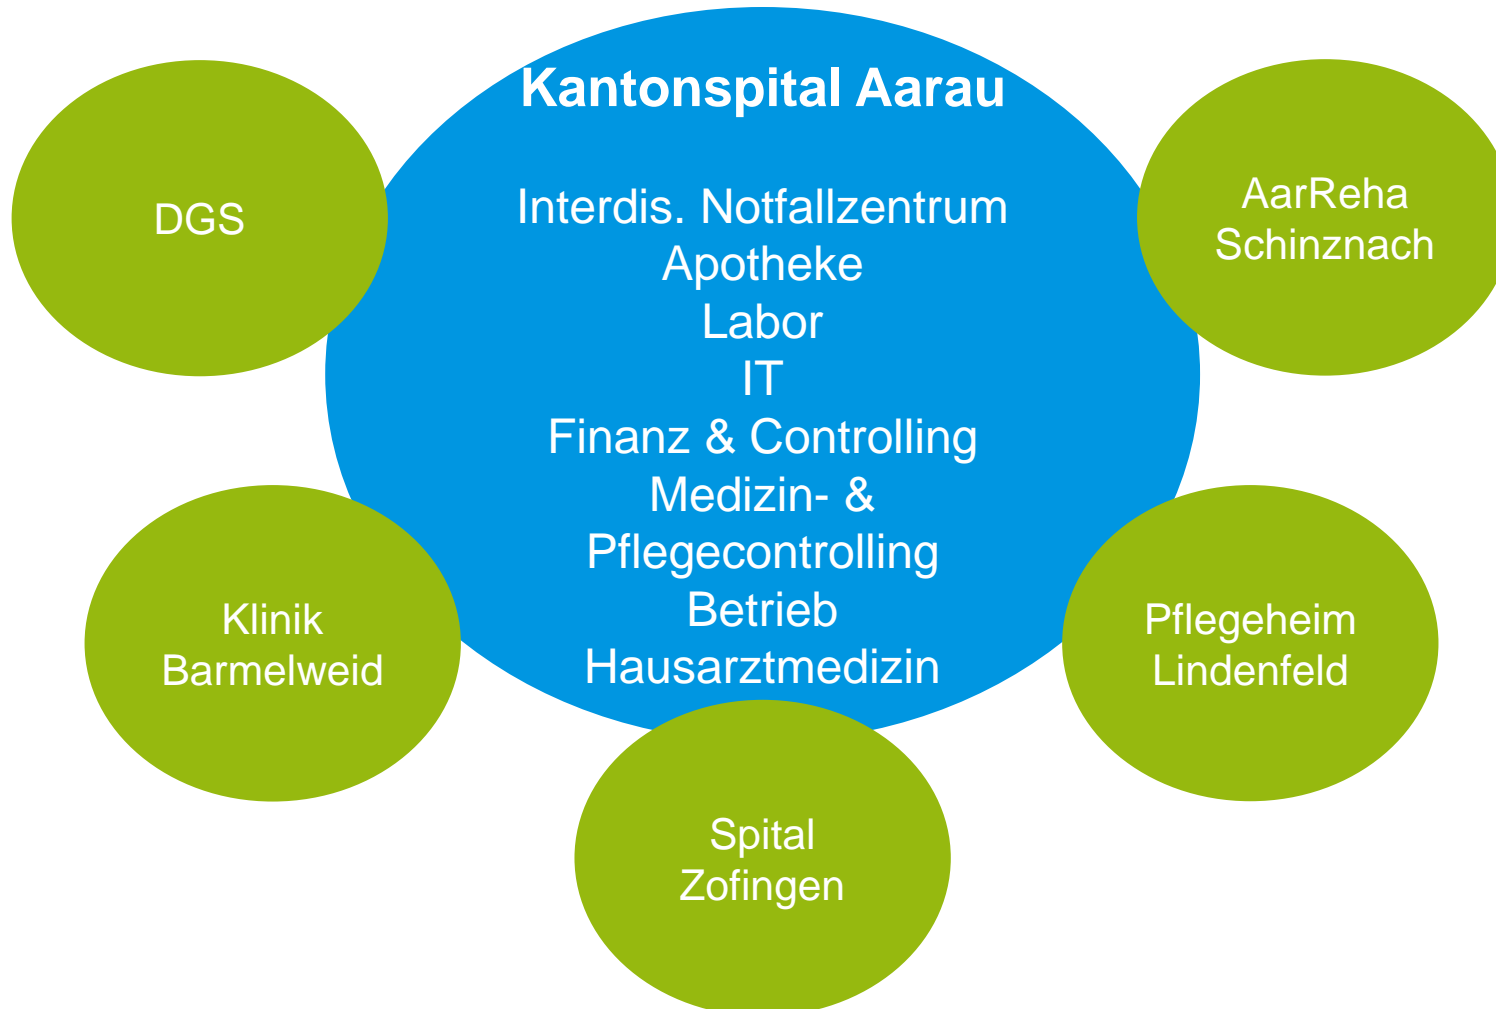 Kantonspital Aarau
Interdis. Notfallzentrum
Apotheke
Labor
IT
Finanz & Controlling
Medizin- &
Pflegecontrolling
Betrieb
Hausarztmedizin
DGS
AarReha
Schinznach
Klinik
Barmelweid
Pflegeheim
Lindenfeld
Spital
Zofingen